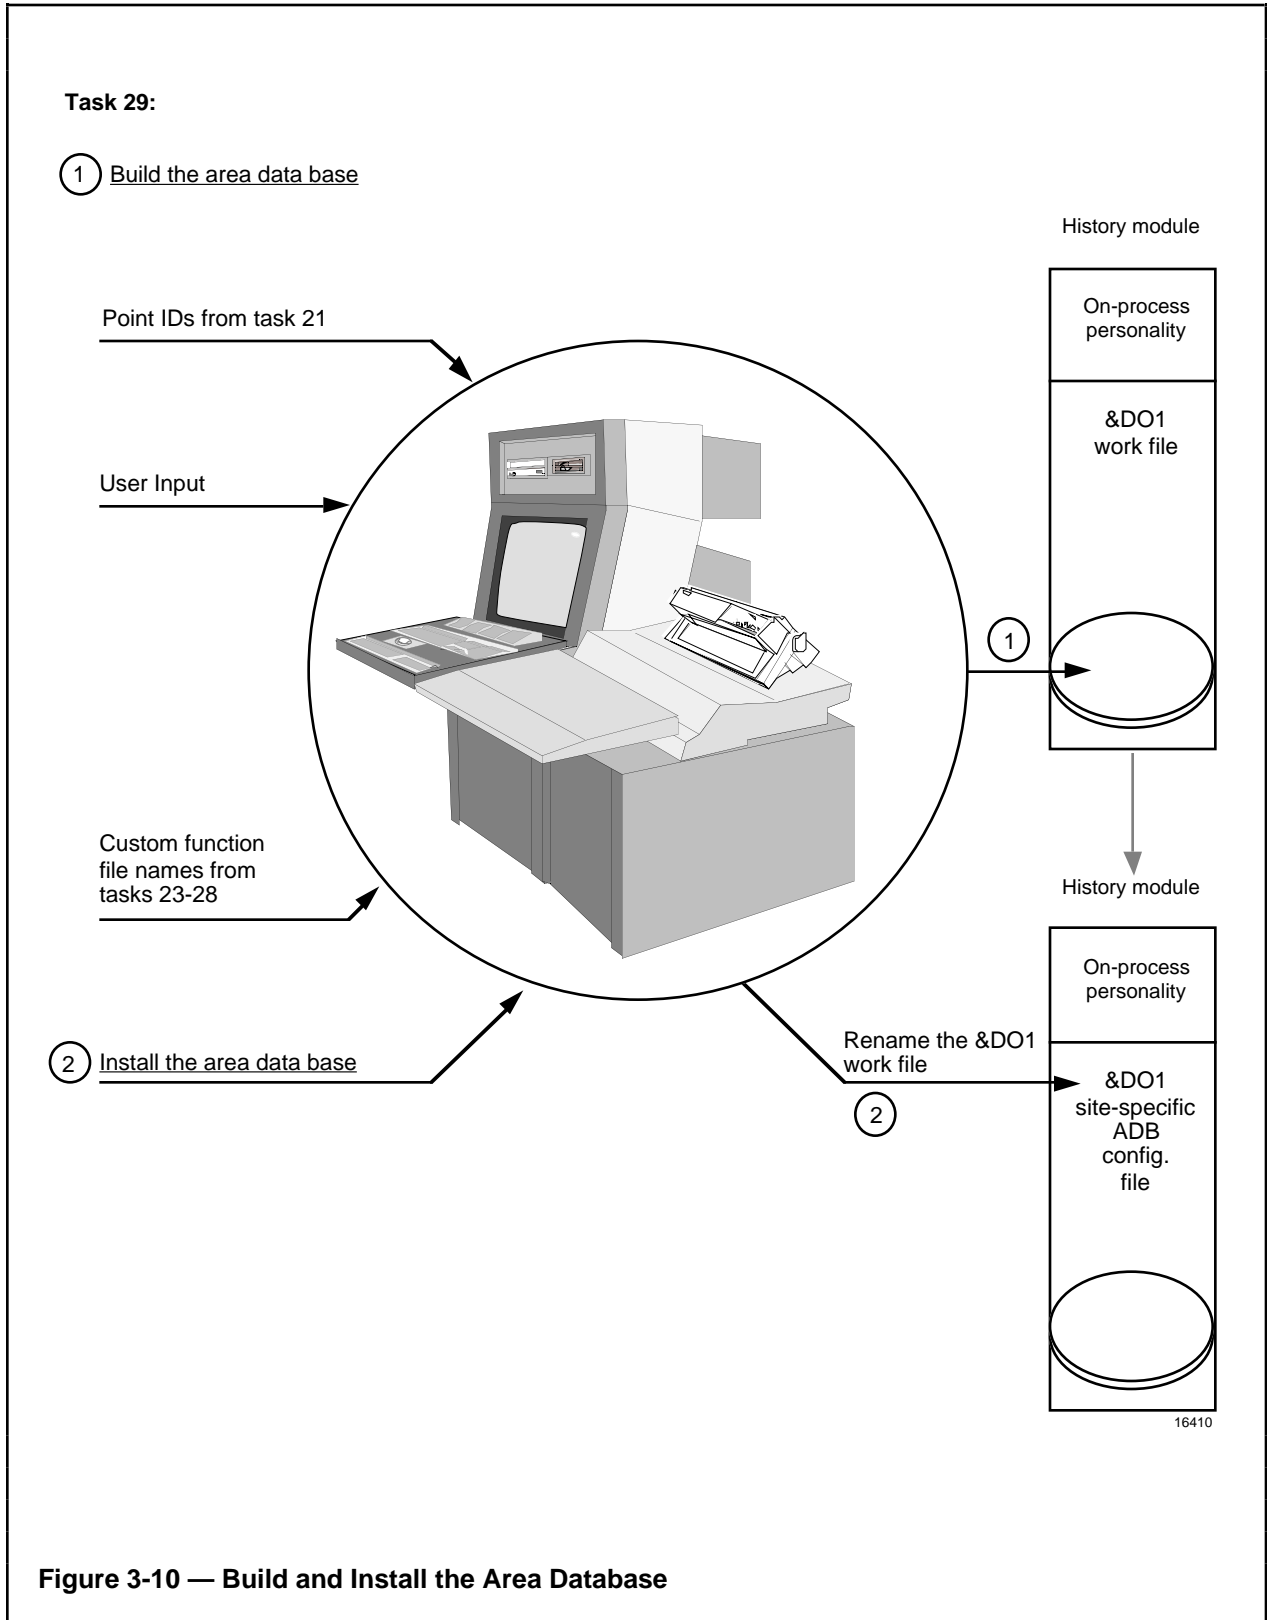 Task 29:
1 Build the area data base
History module
On-process
personality
&DO1
work file
Point IDs from task 21
User Input
1
Custom function
file names from
tasks 23-28
History module
On-process
personality
2 Install the area data base
Rename the &DO1
work file
2
&DO1
site-specific
ADB
config.
file
16410
Figure 3-10 — Build and Install the Area Database